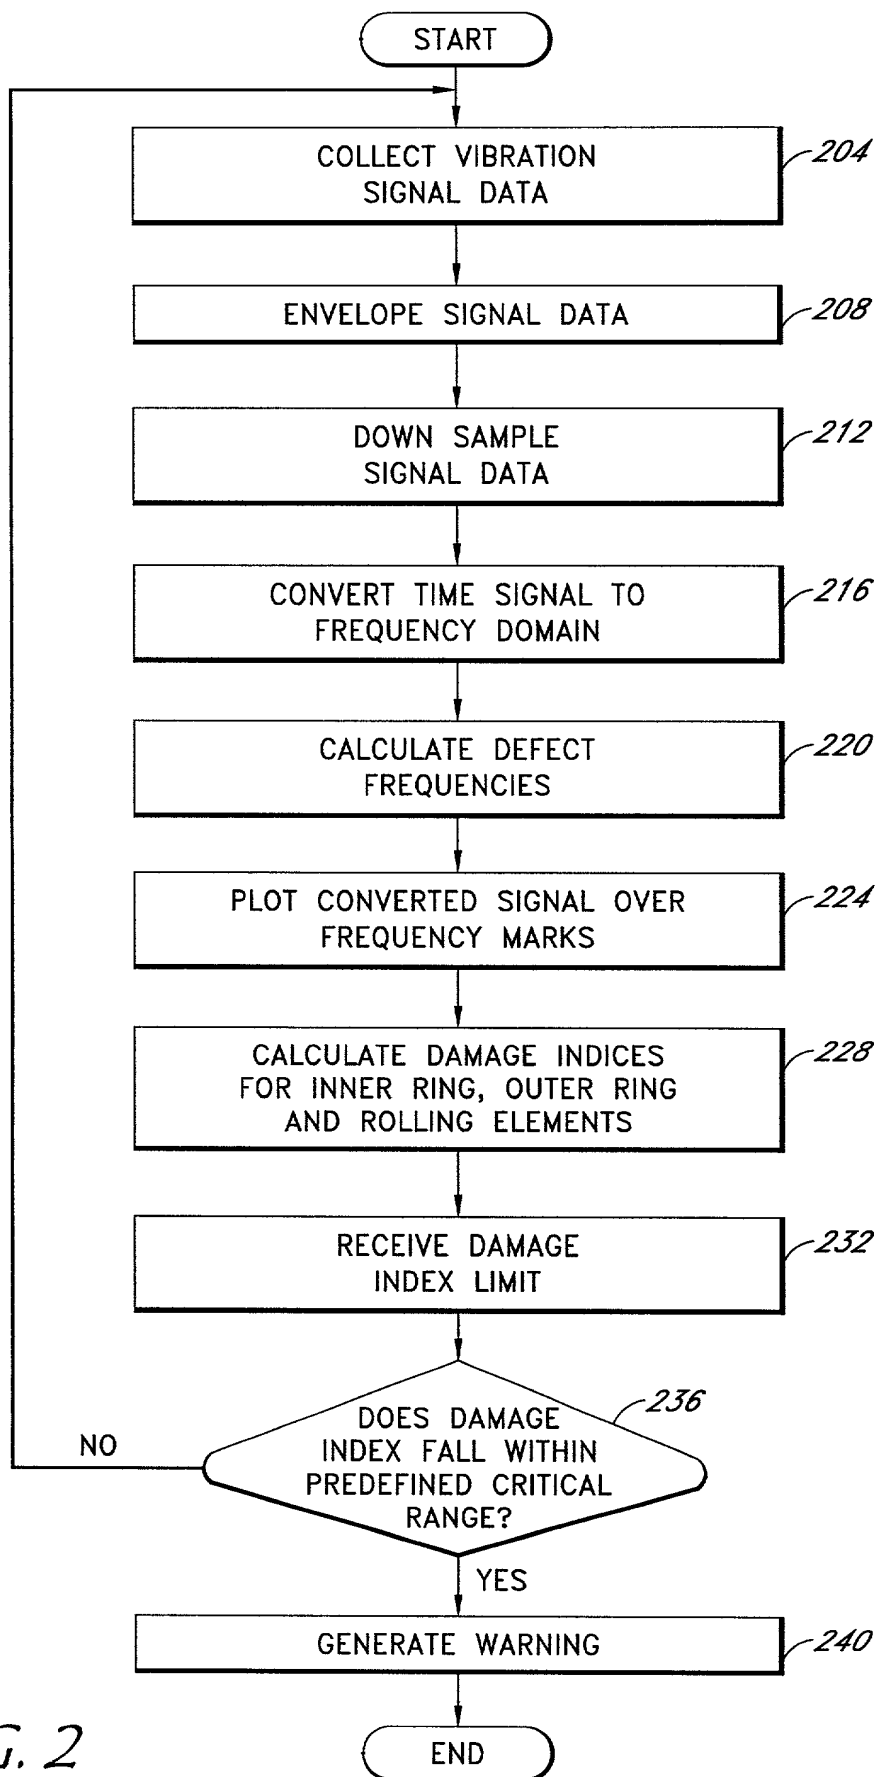 START
COLLECT VIBRATION
SIGNAL DATA
204
ENVELOPE SIGNAL DATA
208
DOWN SAMPLE
SIGNAL DATA
212
CONVERT TIME SIGNAL TO
FREQUENCY DOMAIN
216
CALCULATE DEFECT
FREQUENCIES
220
PLOT CONVERTED SIGNAL OVER
FREQUENCY MARKS
224
CALCULATE DAMAGE INDICES
FOR INNER RING, OUTER RING
AND ROLLING ELEMENTS
228
RECEIVE DAMAGE
INDEX LIMIT
232
DOES DAMAGE
INDEX FALL WITHIN
PREDEFINED CRITICAL
RANGE?
236
NO
YES
GENERATE WARNING
240
END
G. 2